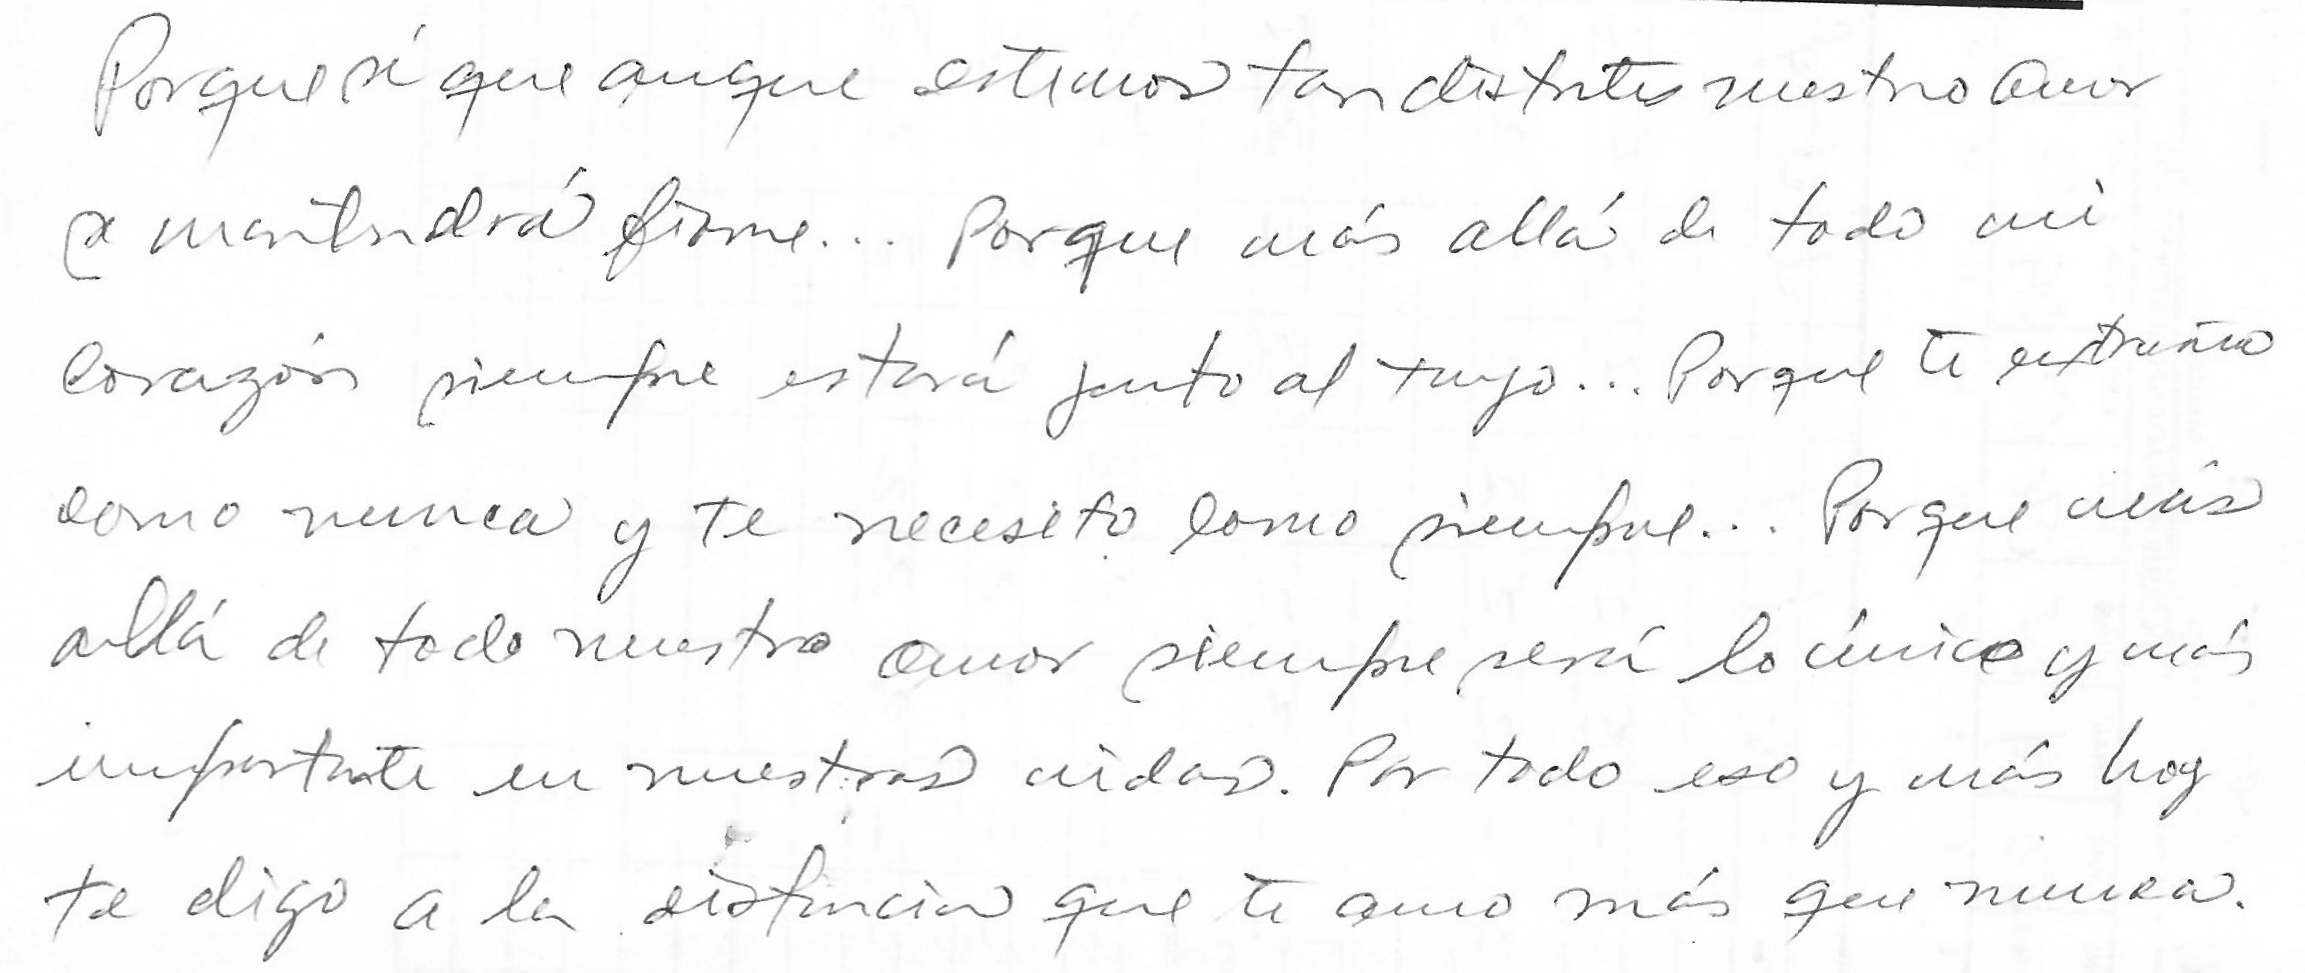 Porque sé que aunque estemos tan distntes nuestro amor
se mantendrá firme... Porque más allá de todo mi
corazón siempre estará junto al tuyo... Porque te extraño
como nunca y te necesito como siempre... Porque más
allá de todo nuestro amor siempre será lo único y más
importante en nuestras vidas. Por todo eso y más hoy
te digo a la distancia que te amo más que nunca.